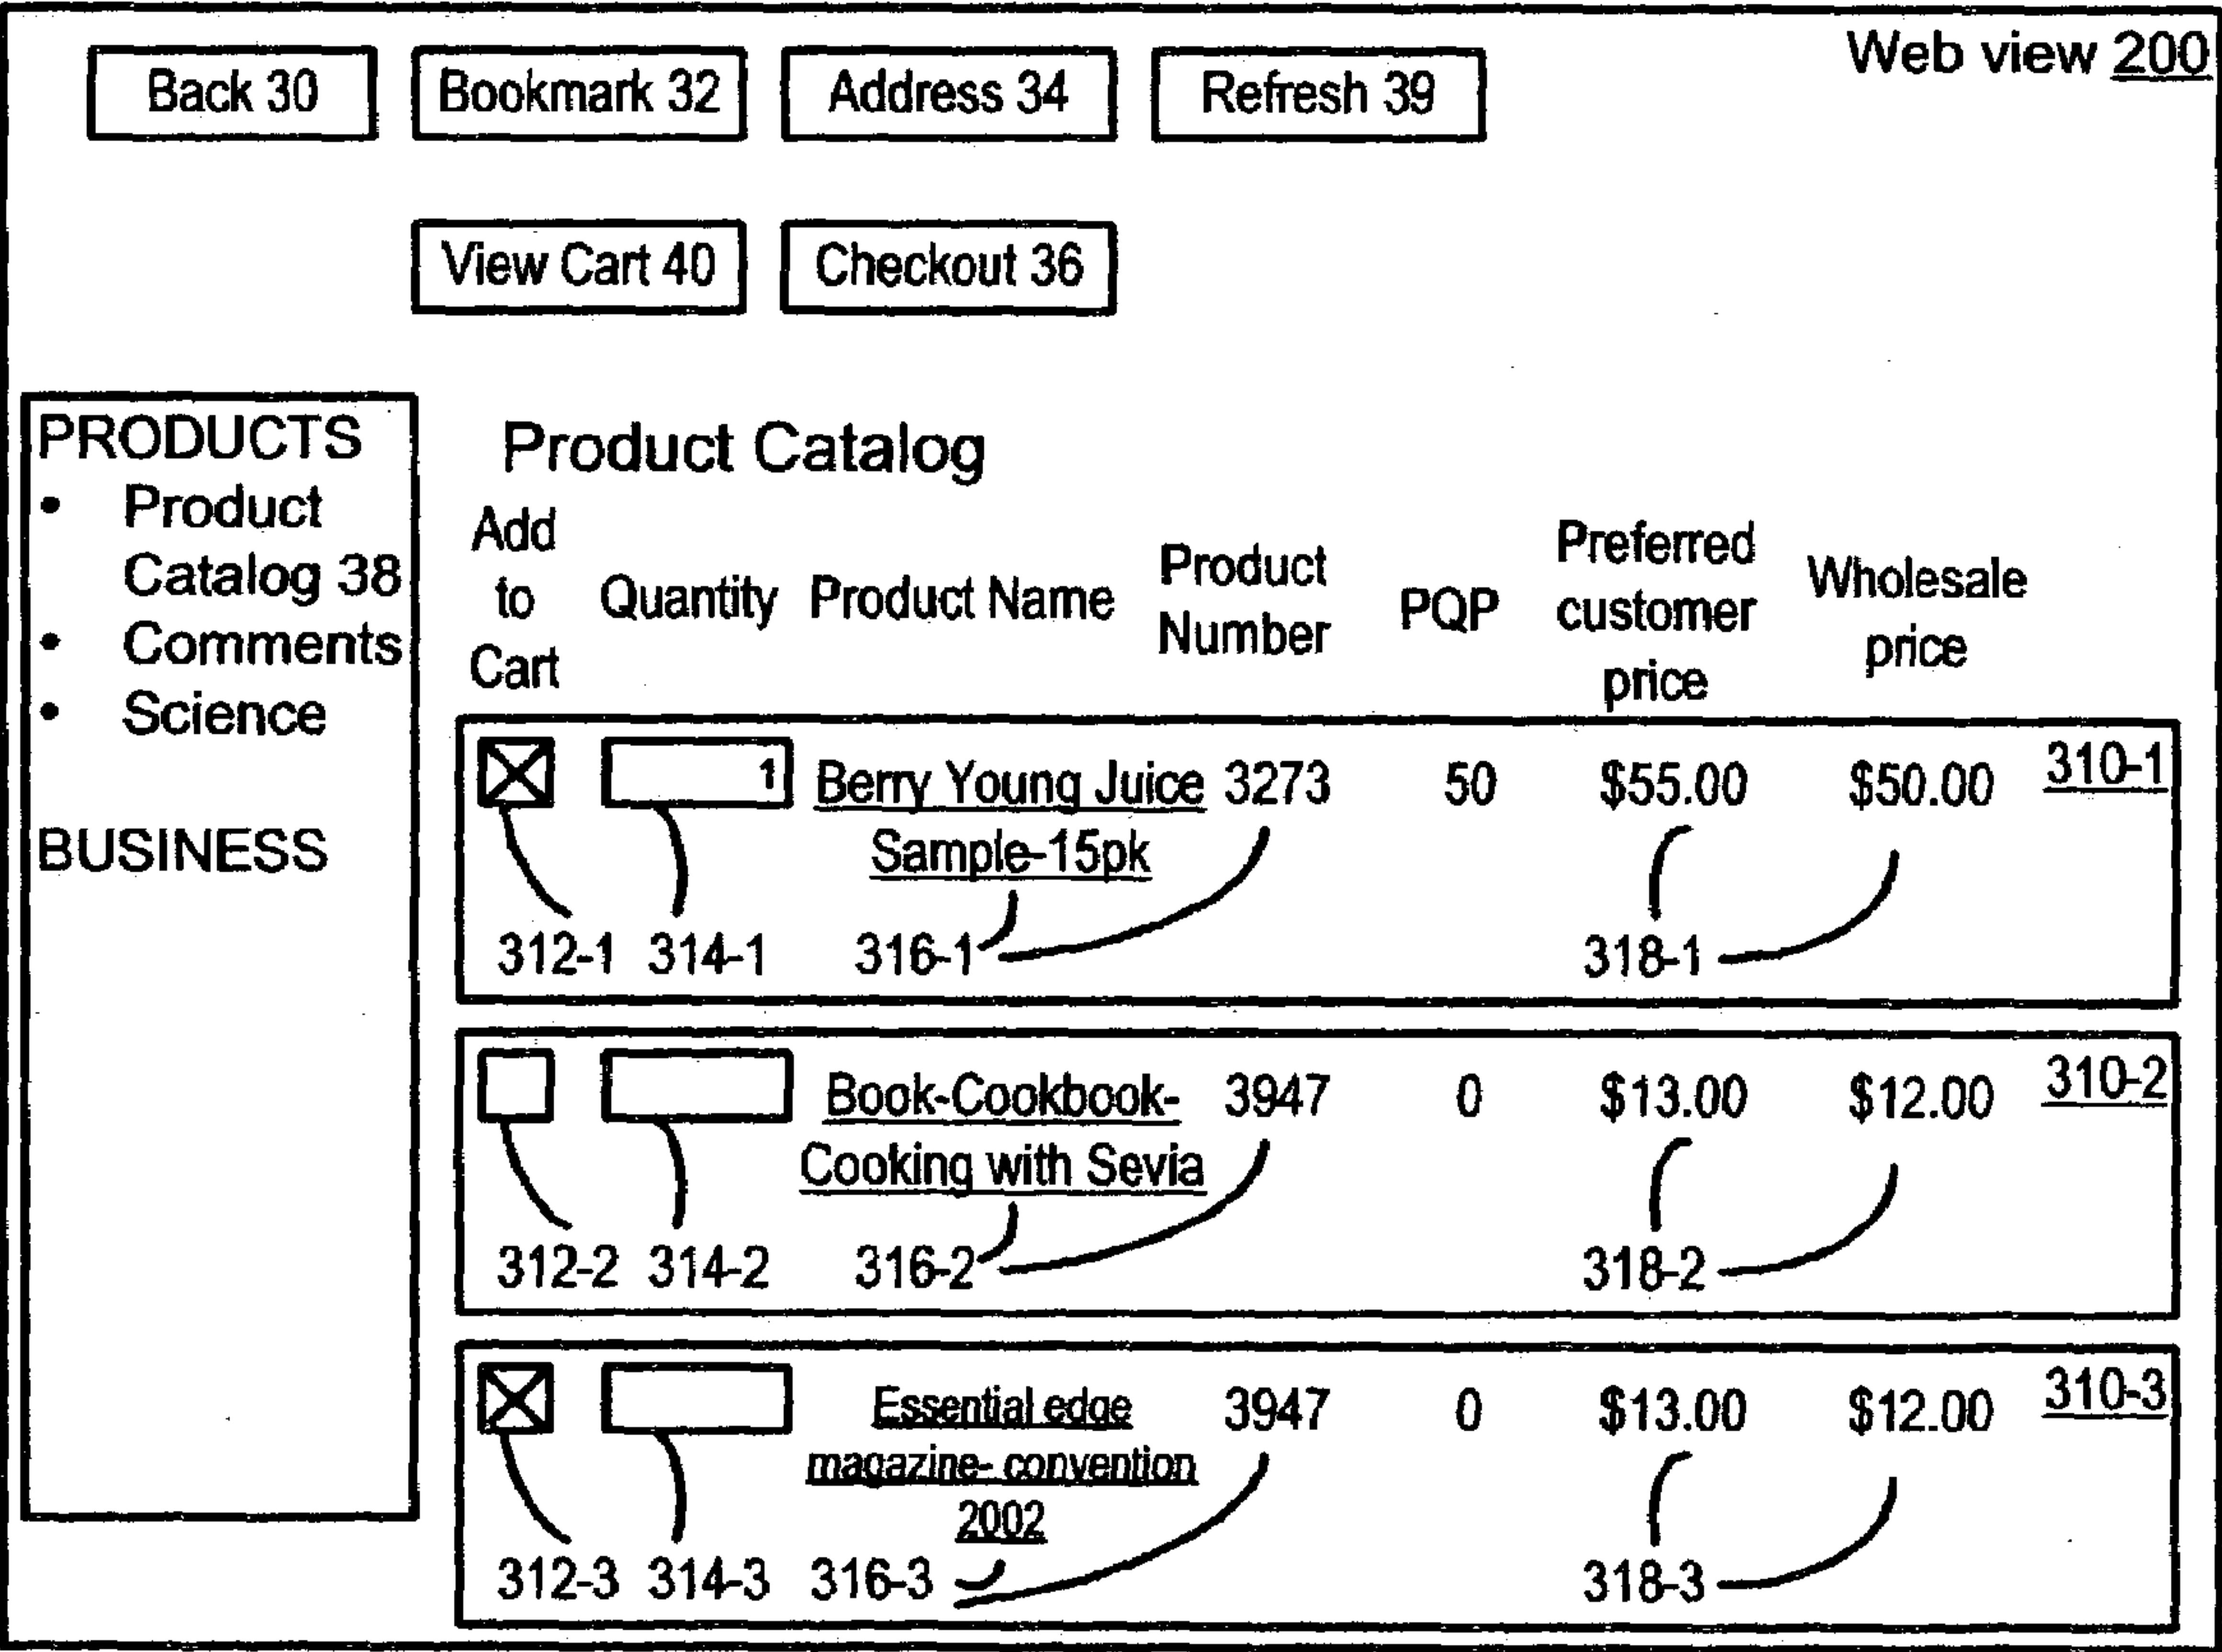 Web view 200
Back 30 Bookmark 32 Address 34 Refresh 39
View Cart 40 Checkout 36
PRODUCTS
• Product
Catalog 38
• Comments
• Science
BUSINESS
Product Catalog
Add
to
Cart
Quantity
Product Name
Product
Number
PQP
Preferred
customer
price
Wholesale
price
1 Berry Young Juice 3273 50 $55.00 $50.00 310-1
Sample-15pk
312-1 314-1 316-1 318-1
Book-Cookbook- 3947 0 $13.00 $12.00 310-2
Cooking with Sevia
312-2 314-2 316-2 318-2
Essential edge 3947 0 $13.00 $12.00 310-3
magazine- convention
2002
312-3 314-3 316-3 318-3